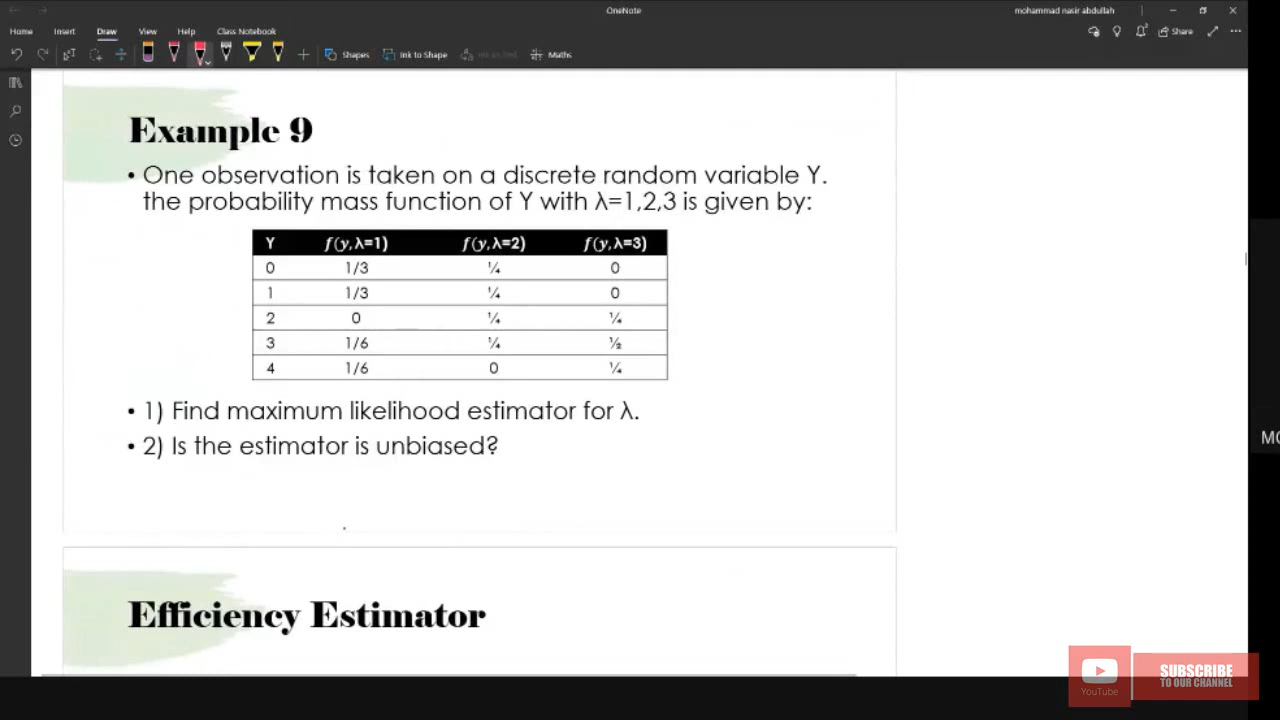 OneNote
mohammad nasir abdullah
Home Insert Draw View Help Class Notebook
Share
Shapes Ink to Shape Maths
Example 9
• One observation is taken on a discrete random variable Y.
the probability mass function of Y with λ=1,2,3 is given by:
Y f(y,λ=1) f(y,λ=2) f(y,λ=3)
0 1/3 ¼ 0
1 1/3 ¼ 0
2 0 ¼ ¼
3 1/6 ¼ ½
4 1/6 0 ¼
• 1) Find maximum likelihood estimator for λ.
• 2) Is the estimator is unbiased?
Efficiency Estimator
YouTube
SUBSCRIBE
TO OUR CHANNEL